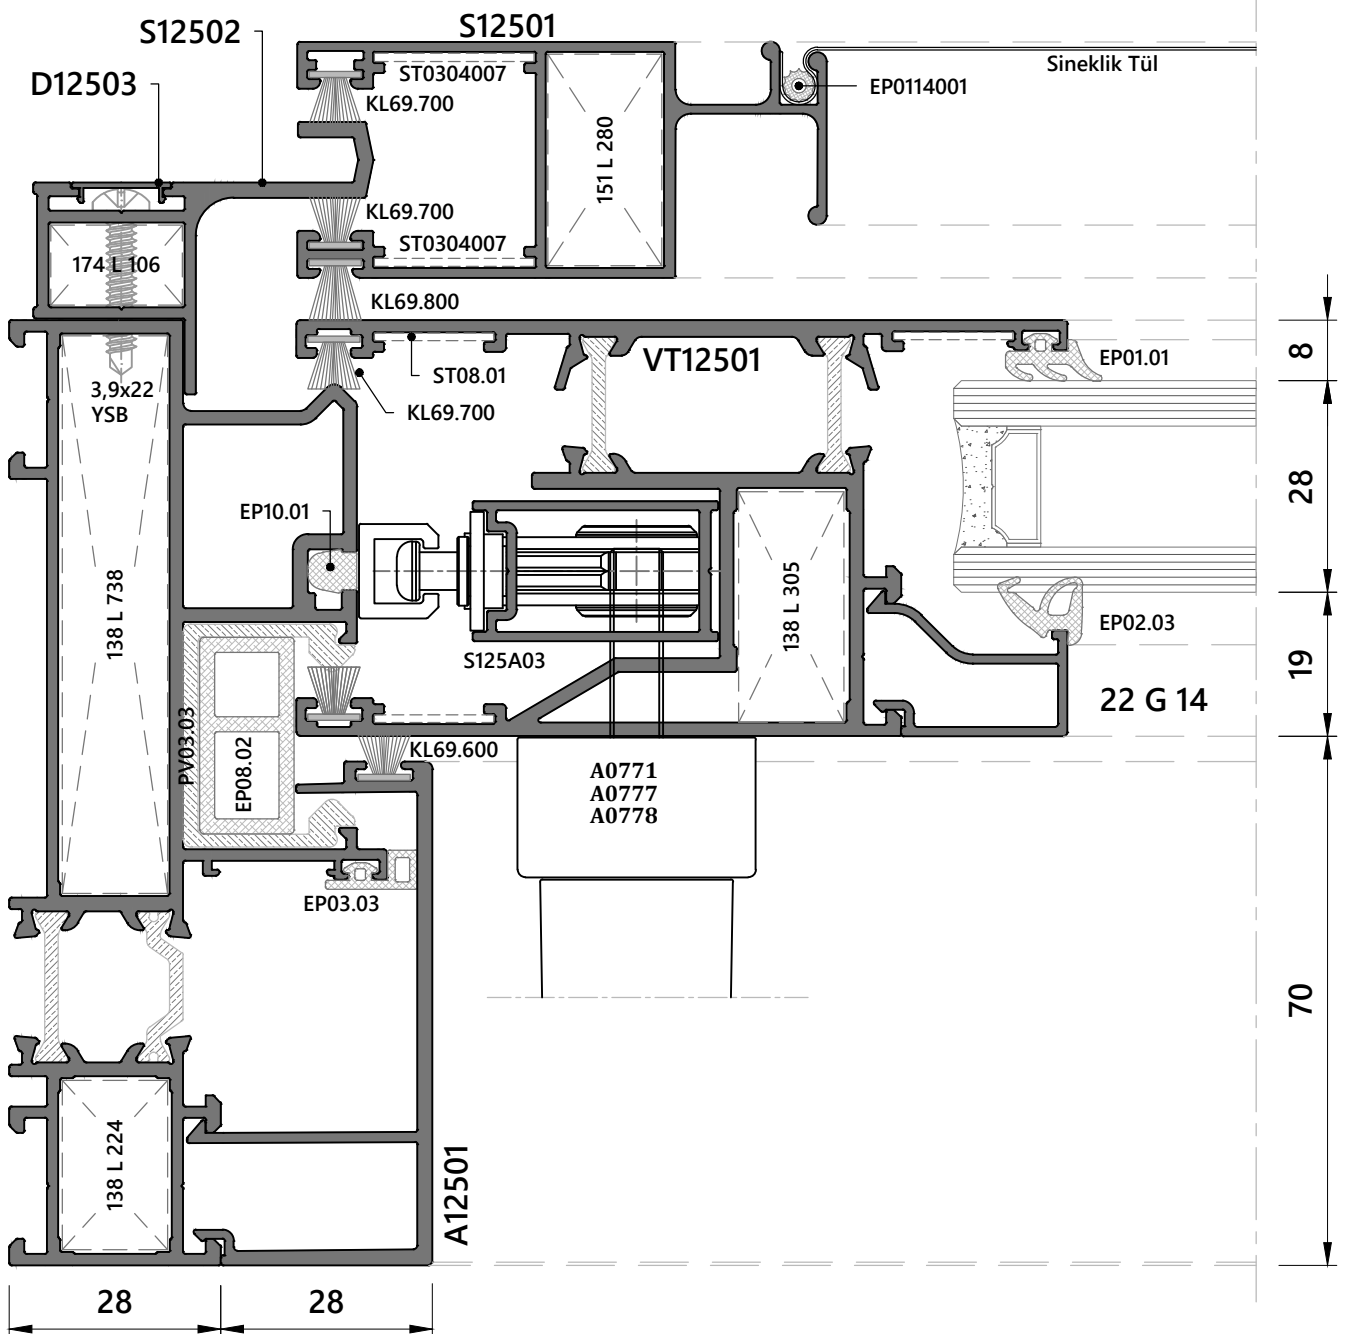 S12501
S12502
D12503
ST0304007
KL69.700
Sineklik Tül
EP0114001
151 L 280
KL69.700
ST0304007
174 L 106
KL69.800
VT12501
EP01.01
8
ST08.01
3,9x22
YSB
KL69.700
28
EP10.01
138 L 738
138 L 305
EP02.03
S125A03
19
22 G 14
PV03.03
EP08.02
KL69.600
A0771
A0777
A0778
EP03.03
70
138 L 224
A12501
28
28